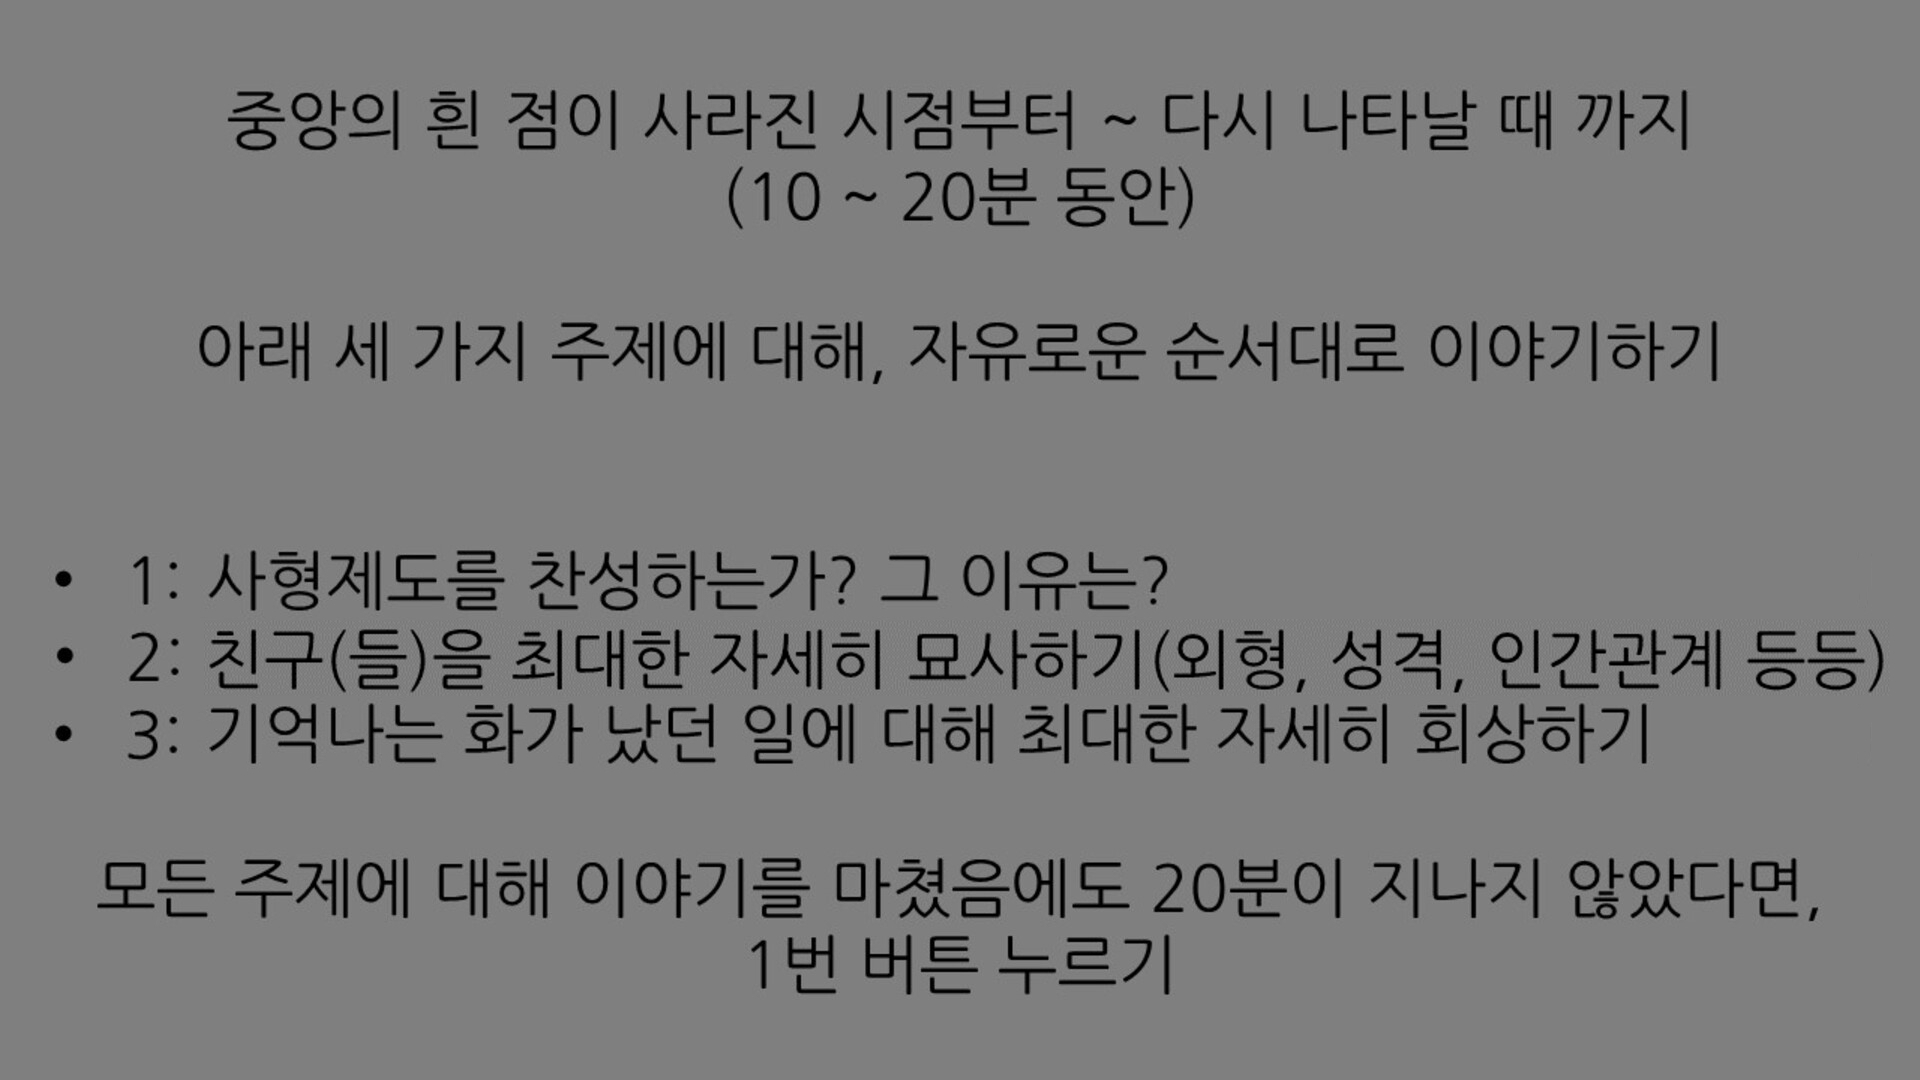 중앙의 흰 점이 사라진 시점부터 ~ 다시 나타날 때 까지
(10 ~ 20분 동안)
아래 세 가지 주제에 대해, 자유로운 순서대로 이야기하기
• 1: 사형제도를 찬성하는가? 그 이유는?
• 2: 친구(들)을 최대한 자세히 묘사하기(외형, 성격, 인간관계 등등)
• 3: 기억나는 화가 났던 일에 대해 최대한 자세히 회상하기
모든 주제에 대해 이야기를 마쳤음에도 20분이 지나지 않았다면,
1번 버튼 누르기